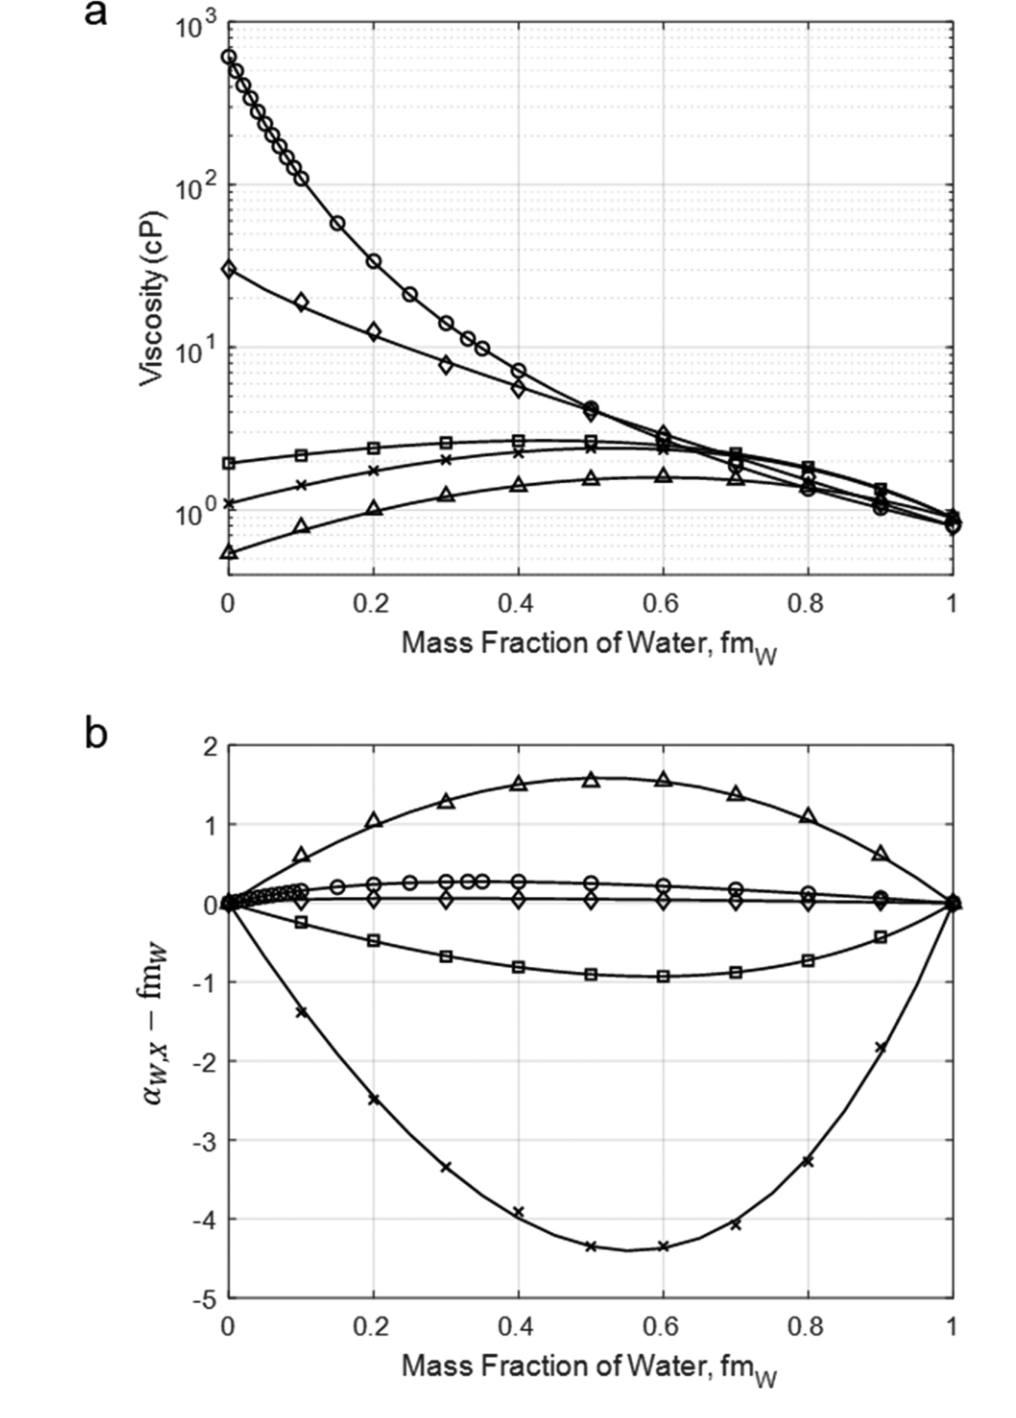 a
10³
10²
10¹
10⁰
Viscosity (cP)
0 0.2 0.4 0.6 0.8 1
Mass Fraction of Water, fm_W
b
2
1
0
-1
-2
-3
-4
-5
α_{W,X} − fm_W
0 0.2 0.4 0.6 0.8 1
Mass Fraction of Water, fm_W